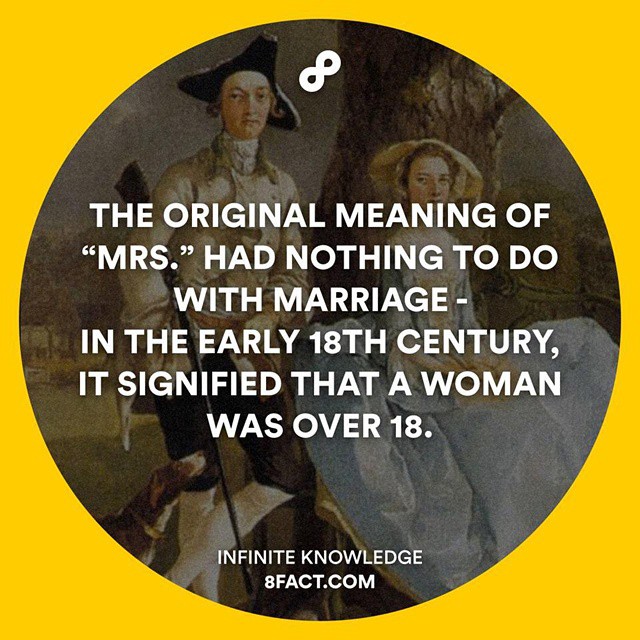 THE ORIGINAL MEANING OF
“MRS.” HAD NOTHING TO DO
WITH MARRIAGE -
IN THE EARLY 18TH CENTURY,
IT SIGNIFIED THAT A WOMAN
WAS OVER 18.
INFINITE KNOWLEDGE
8FACT.COM